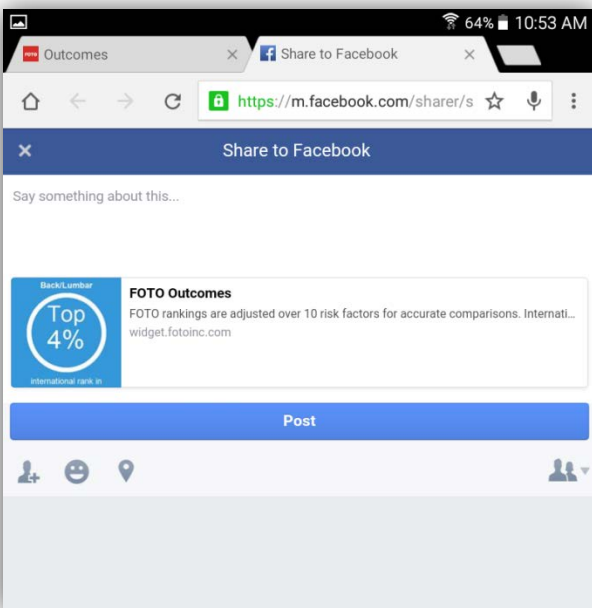 64% 10:53 AM
FOTO Outcomes
Share to Facebook
https://m.facebook.com/sharer/s
Share to Facebook
Say something about this...
Back/Lumbar
Top
4%
international rank in
FOTO Outcomes
FOTO rankings are adjusted over 10 risk factors for accurate comparisons. Internati...
widget.fotoinc.com
Post